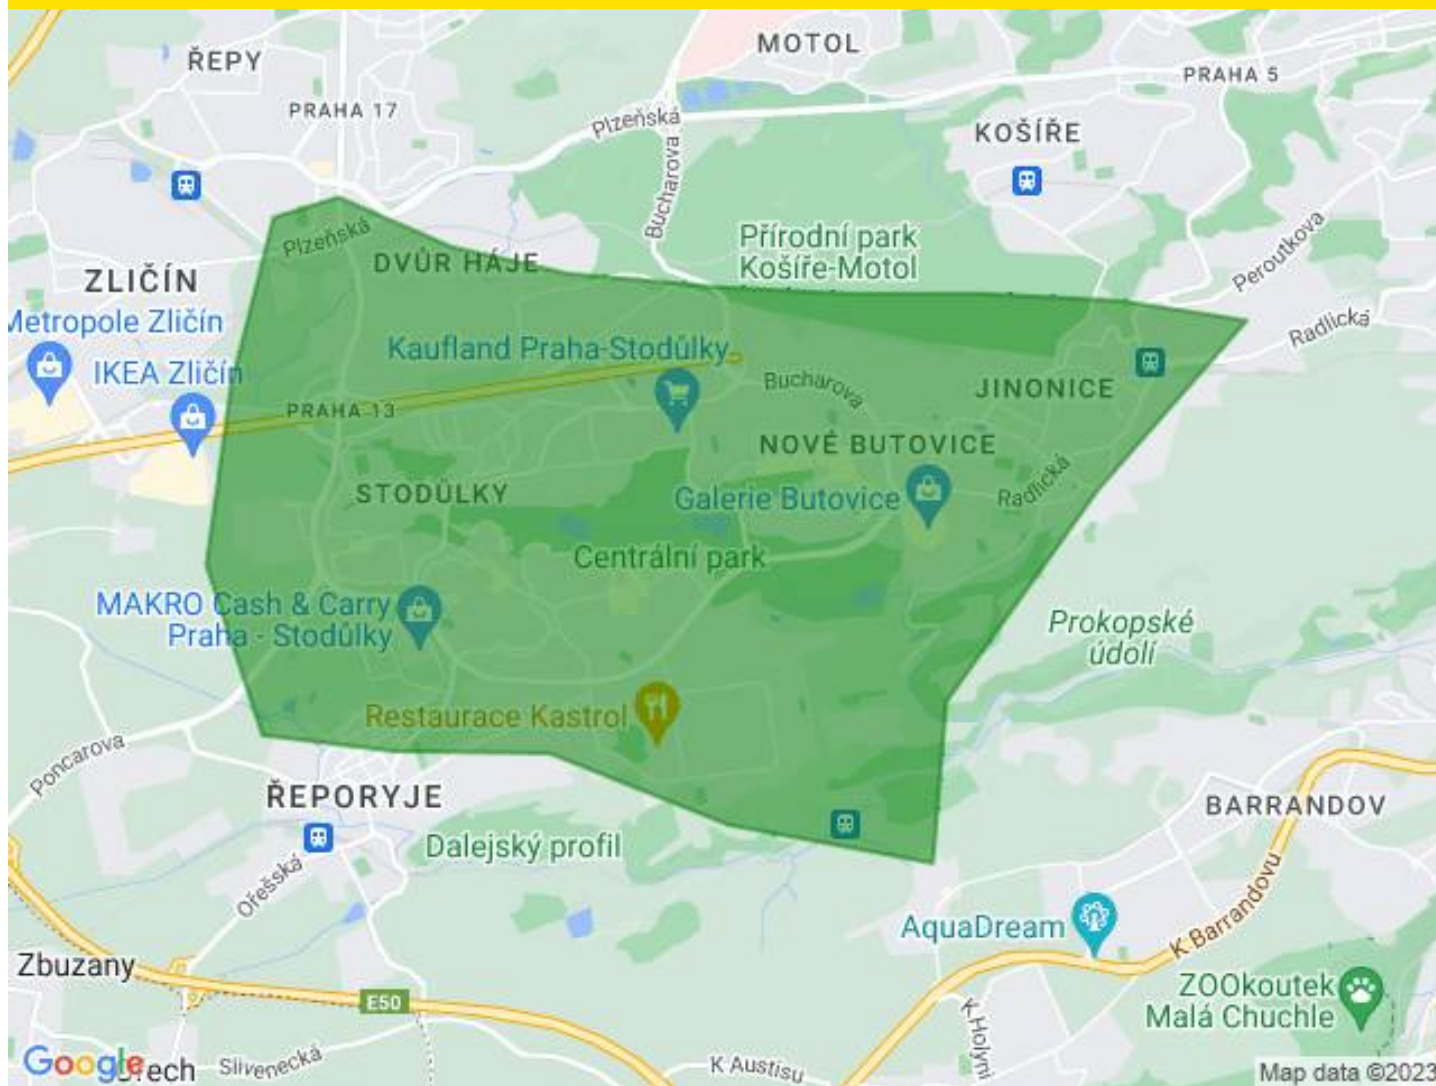 MOTOL
ŘEPY
PRAHA 5
PRAHA 17
Plzeňská
KOŠÍŘE
Bucharova
Plzeňská
Přírodní park
Košíře-Motol
Peroutkova
DVŮR HÁJE
ZLIČÍN
Metropole Zličín
Radlická
Kaufland Praha-Stodůlky
IKEA Zličín
Bucharova
JINONICE
PRAHA 13
NOVÉ BUTOVICE
STODŮLKY
Galerie Butovice
Radlická
Centrální park
MAKRO Cash & Carry
Praha - Stodůlky
Prokopské
údolí
Restaurace Kastrol
Poncarova
ŘEPORYJE
BARRANDOV
Dalejský profil
Ořešská
AquaDream
K Barrandovu
Zbuzany
ZOOkoutek
Malá Chuchle
E50
K Holyni
Google
Slivenecká
K Austisu
Map data ©2023